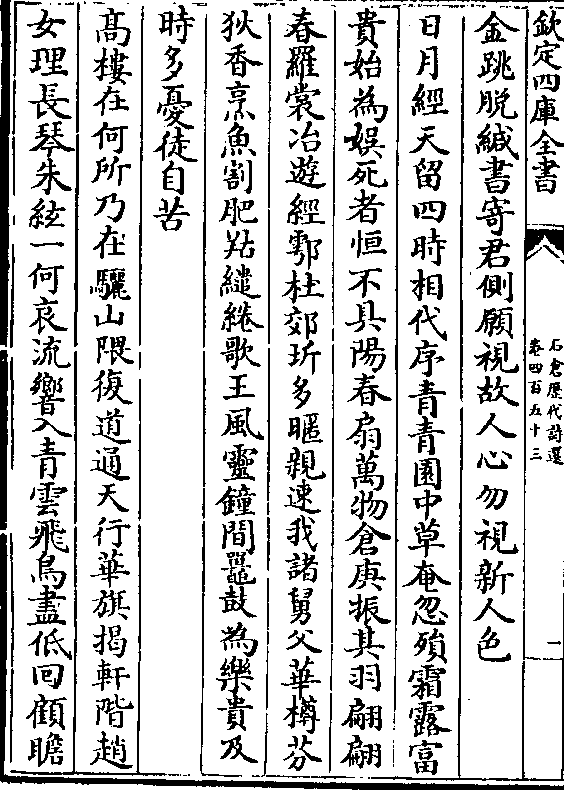 欽定四庫全書
石倉歷代詩選
卷四百五十三
一
金跳脫緘書寄君側願視故人心勿視新人色
日月經天留四時相代序青青園中草奄忽殞霜露富
貴始為娯死者恒不具陽春扇萬物倉庚振其羽翩翩
春羅裳冶遊經鄠杜郊圻多暱親速我諸舅父華樽芬
狄香烹魚割肥羜繾綣歌王風靈鐘間鼉鼓為樂貴及
時多憂徒自苦
髙樓在何所乃在驪山隈復道通天行華旗揭軒階趙
女理長琴朱絃一何哀流響入青雲飛鳥盡低回顧瞻